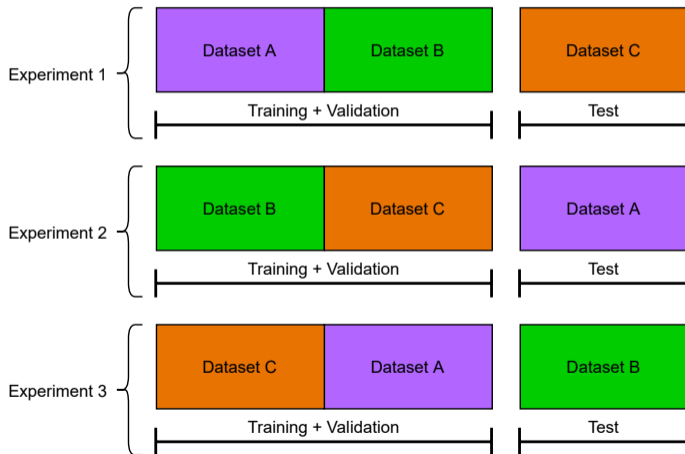 Dataset A Dataset B Dataset C
Experiment 1
Training + Validation Test
Dataset B Dataset C Dataset A
Experiment 2
Training + Validation Test
Dataset C Dataset A Dataset B
Experiment 3
Training + Validation Test